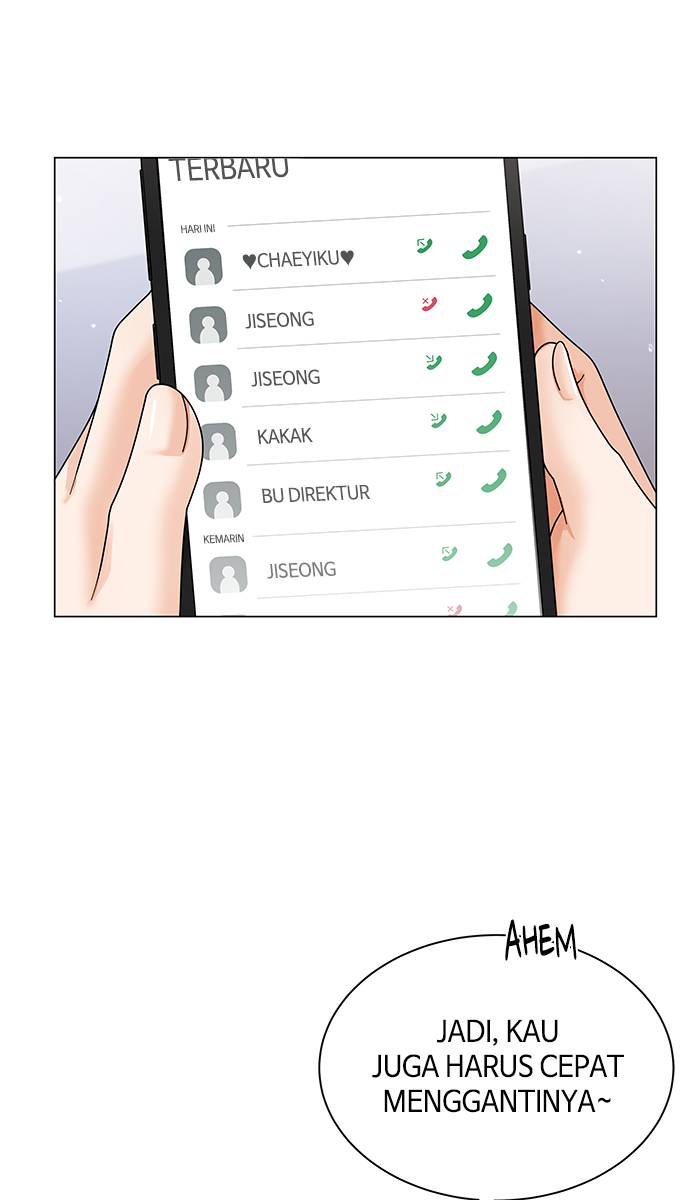 TERBARU
HARI INI
♥CHAEYIKU♥
JISEONG
JISEONG
KAKAK
BU DIREKTUR
KEMARIN
JISEONG
AHEM
JADI, KAU
JUGA HARUS CEPAT
MENGGANTINYA~